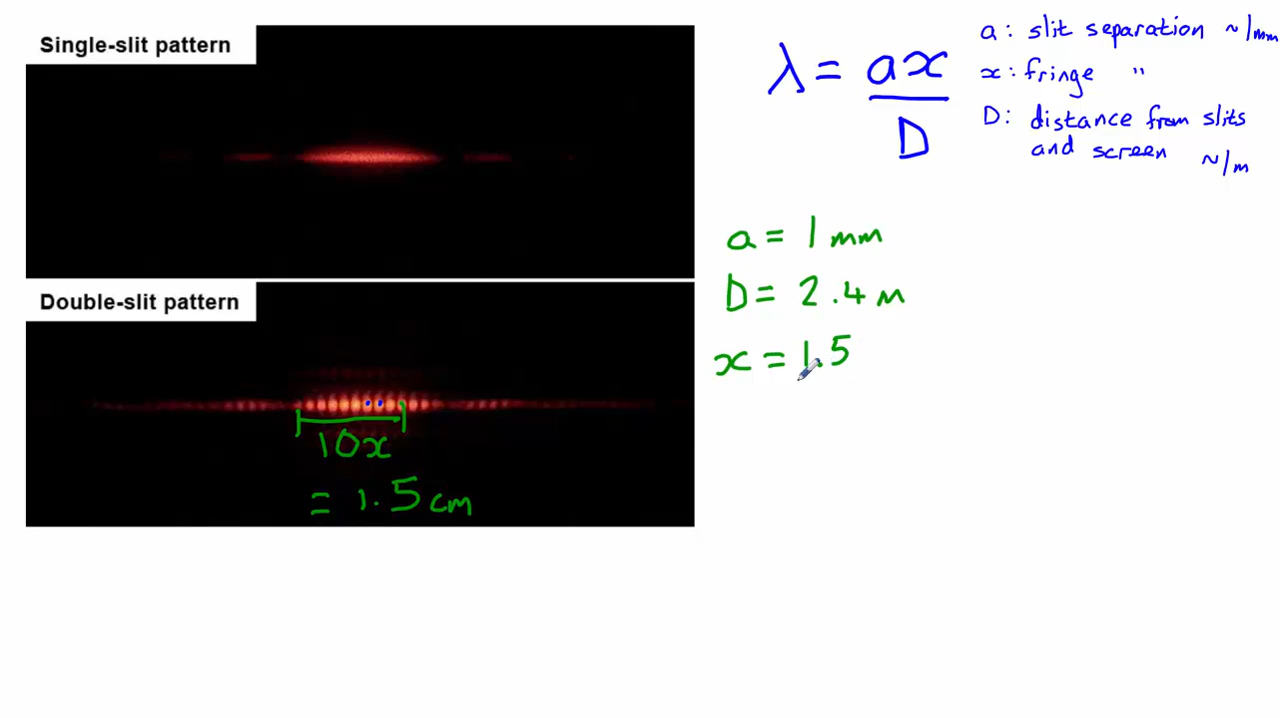 Single-slit pattern
Double-slit pattern
10x
= 1.5 cm
λ = ax
D
a: slit separation ~1mm
x: fringe "
D: distance from slits
and screen ~1m
a = 1 mm
D = 2.4 m
x = 1.5